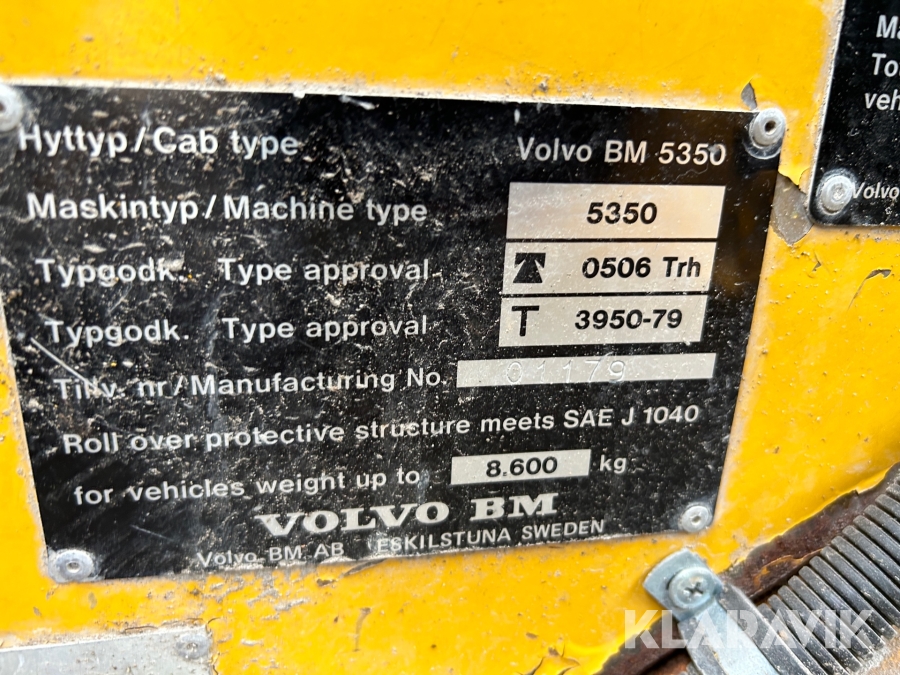 Hyttyp/Cab type Volvo BM 5350
Maskintyp/Machine type 5350
Typgodk. Type approval 0506 Trh
Typgodk. Type approval T 3950-79
Tillv. nr/Manufacturing No. 01179
Roll over protective structure meets SAE J 1040
for vehicles weight up to 8.600 kg
VOLVO BM
Volvo BM AB ESKILSTUNA SWEDEN
Volvo
KLARAVIK